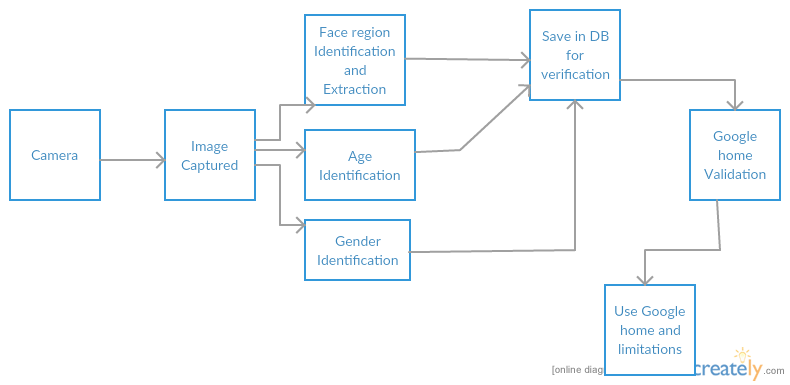 Face region
Identification
and
Extraction
Save in DB
for
verification
Camera
Image
Captured
Age
Identification
Google
home
Validation
Gender
Identification
Use Google
home and
limitations
[online diag
creately.com